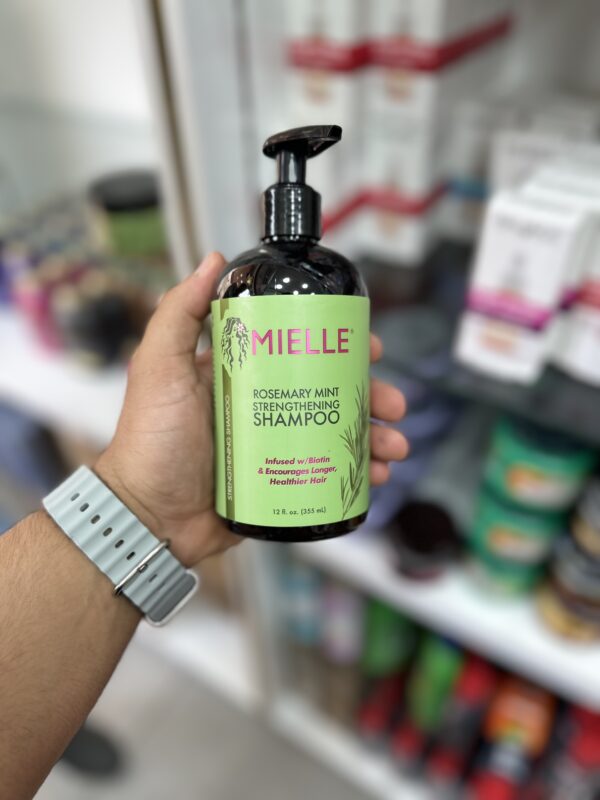 MIELLE®
ROSEMARY MINT
STRENGTHENING
SHAMPOO
Infused w/Biotin
& Encourages Longer,
Healthier Hair
12 fl. oz. (355 mL)
STRENGTHENING SHAMPOO